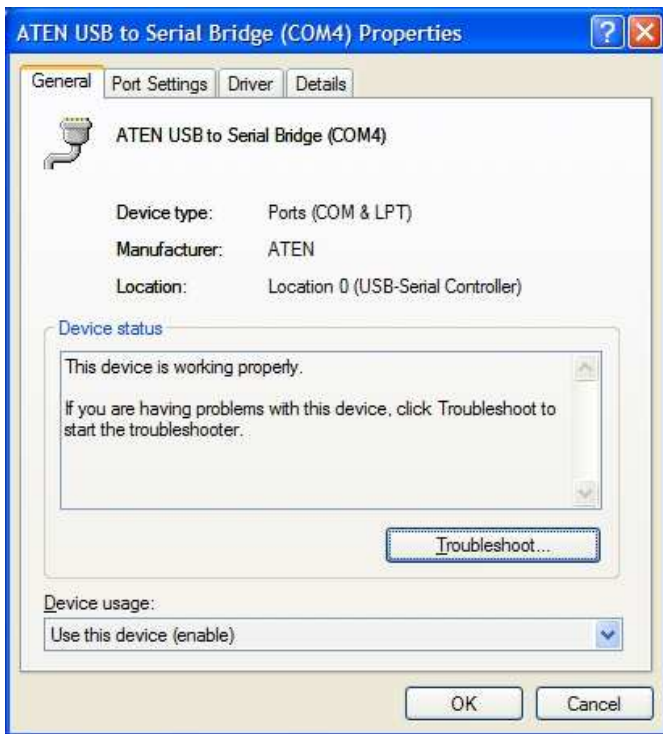 ATEN USB to Serial Bridge (COM4) Properties
General Port Settings Driver Details
ATEN USB to Serial Bridge (COM4)
Device type: Ports (COM & LPT)
Manufacturer: ATEN
Location: Location 0 (USB-Serial Controller)
Device status
This device is working properly.
If you are having problems with this device, click Troubleshoot to
start the troubleshooter.
Troubleshoot...
Device usage:
Use this device (enable)
OK Cancel